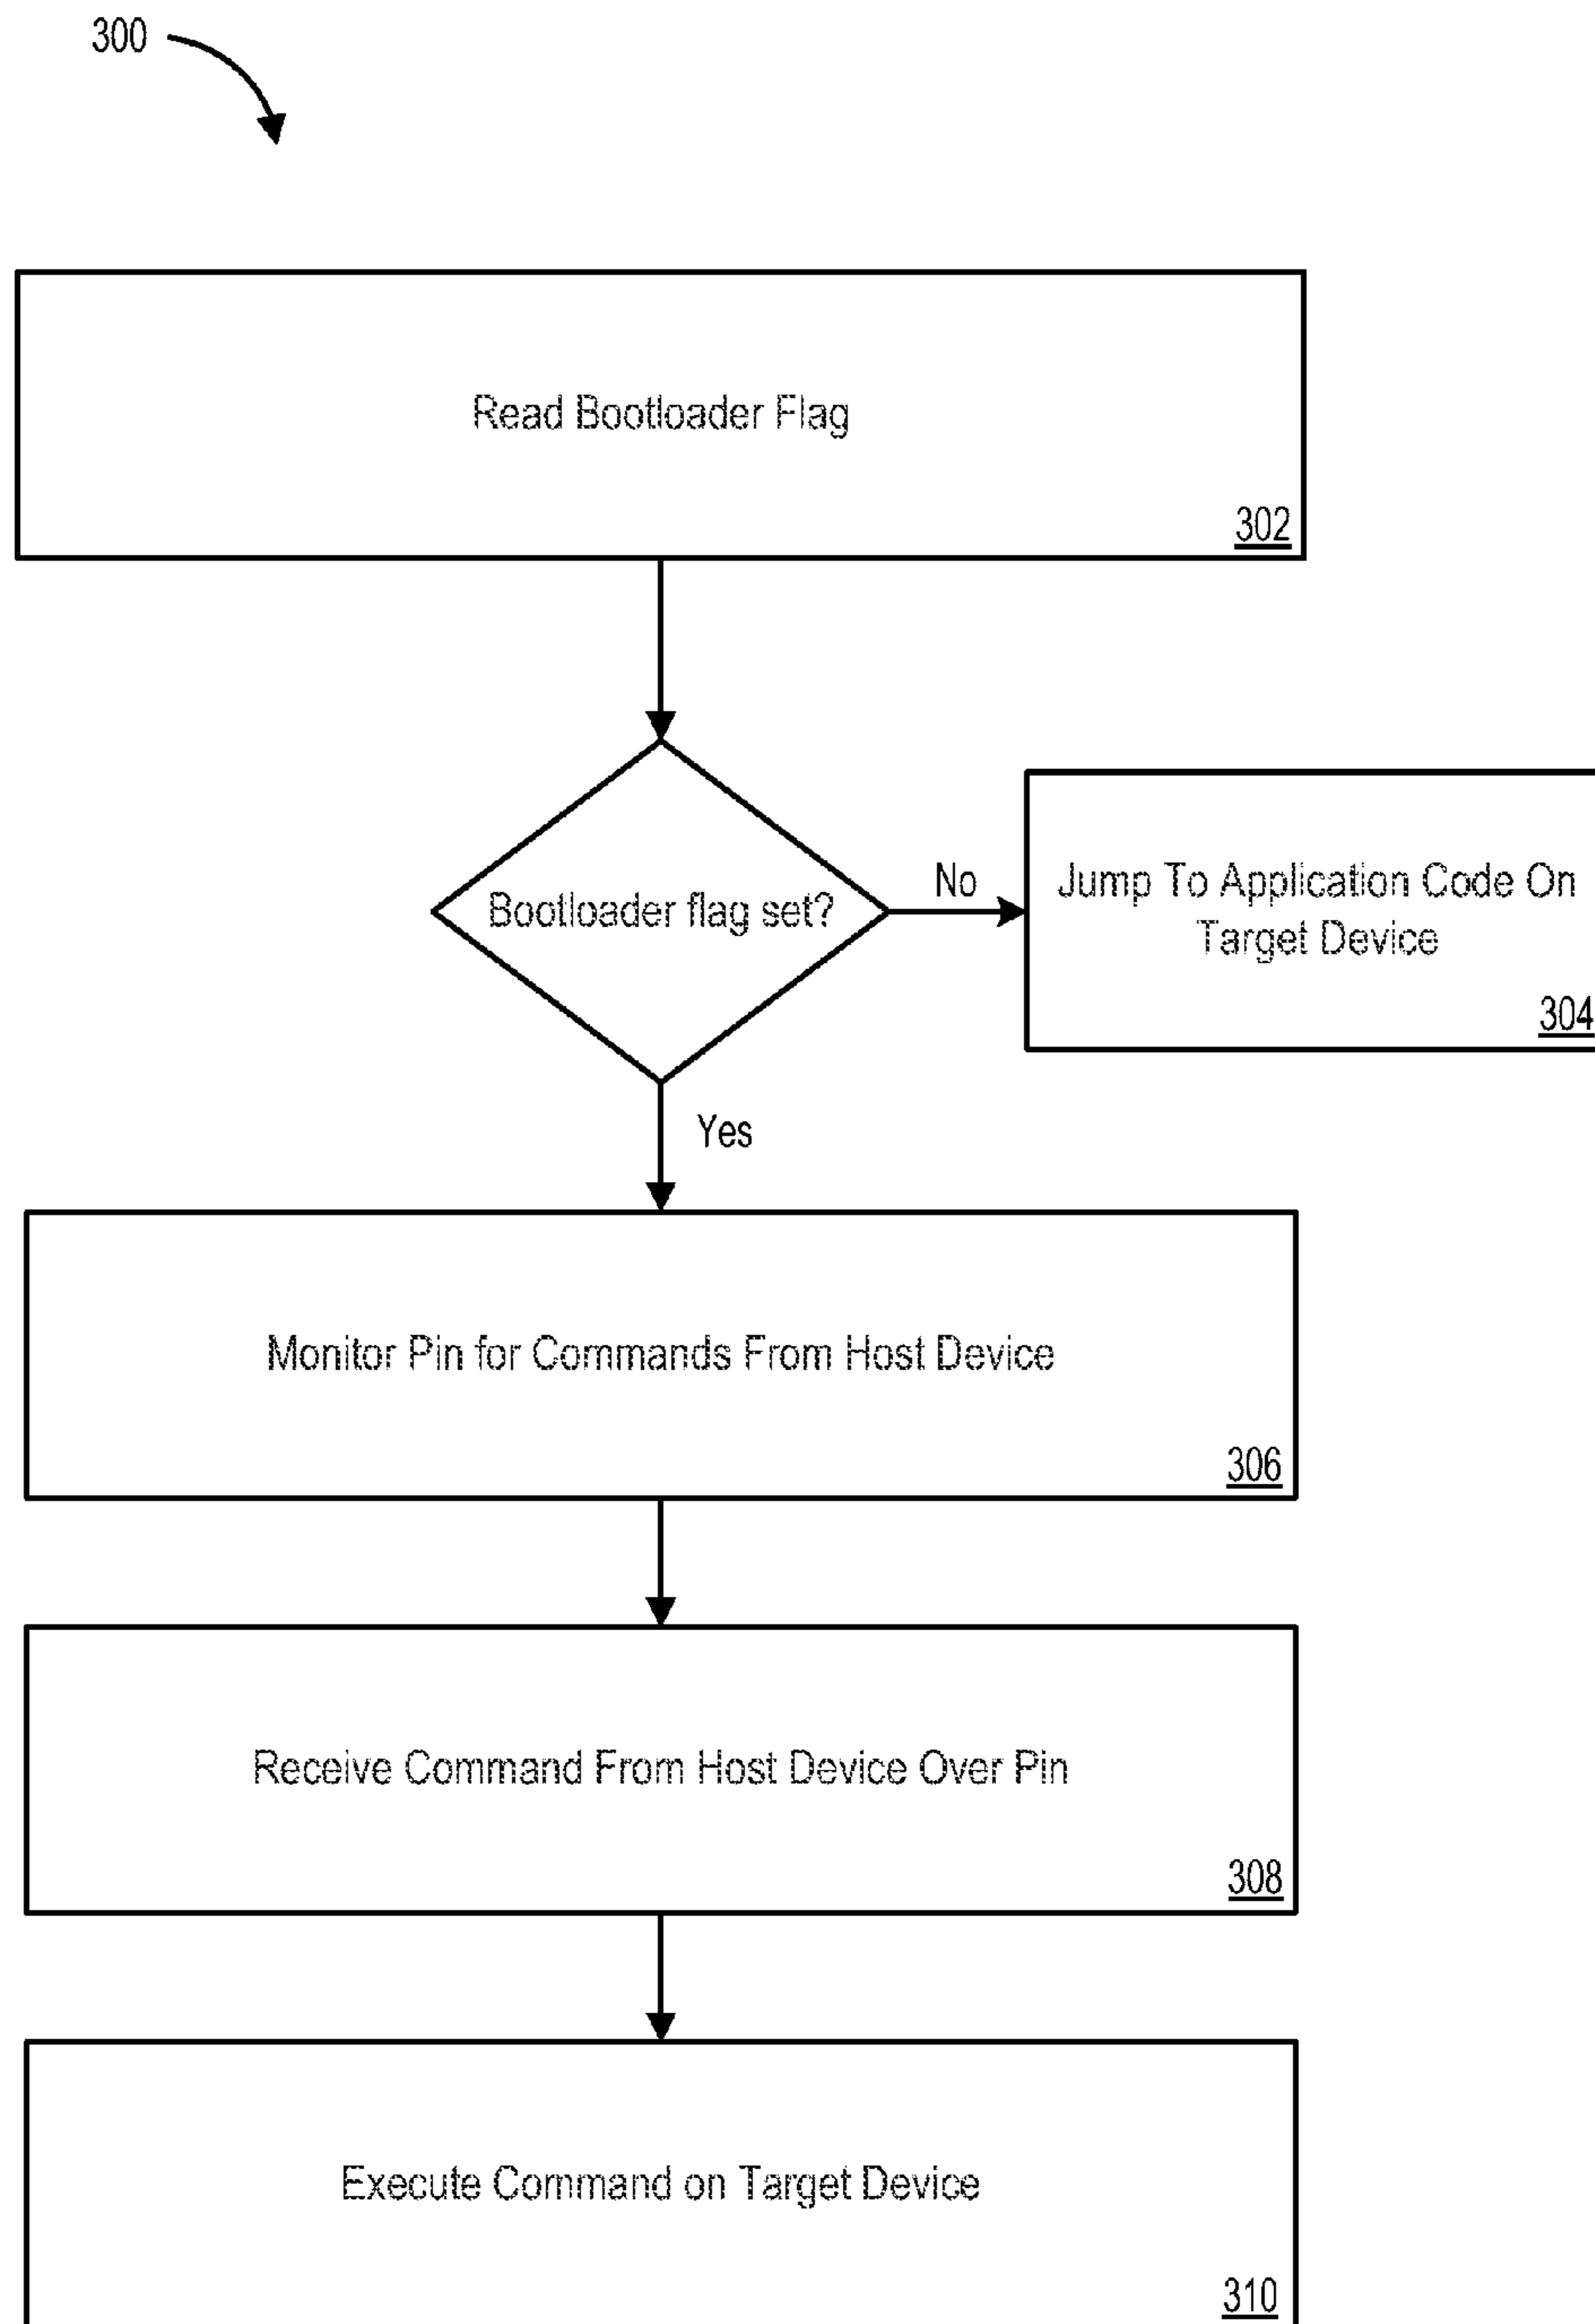 300
Read Bootloader Flag
302
Bootloader flag set?
No
Jump To Application Code On
Target Device
304
Yes
Monitor Pin for Commands From Host Device
306
Receive Command From Host Device Over Pin
308
Execute Command on Target Device
310